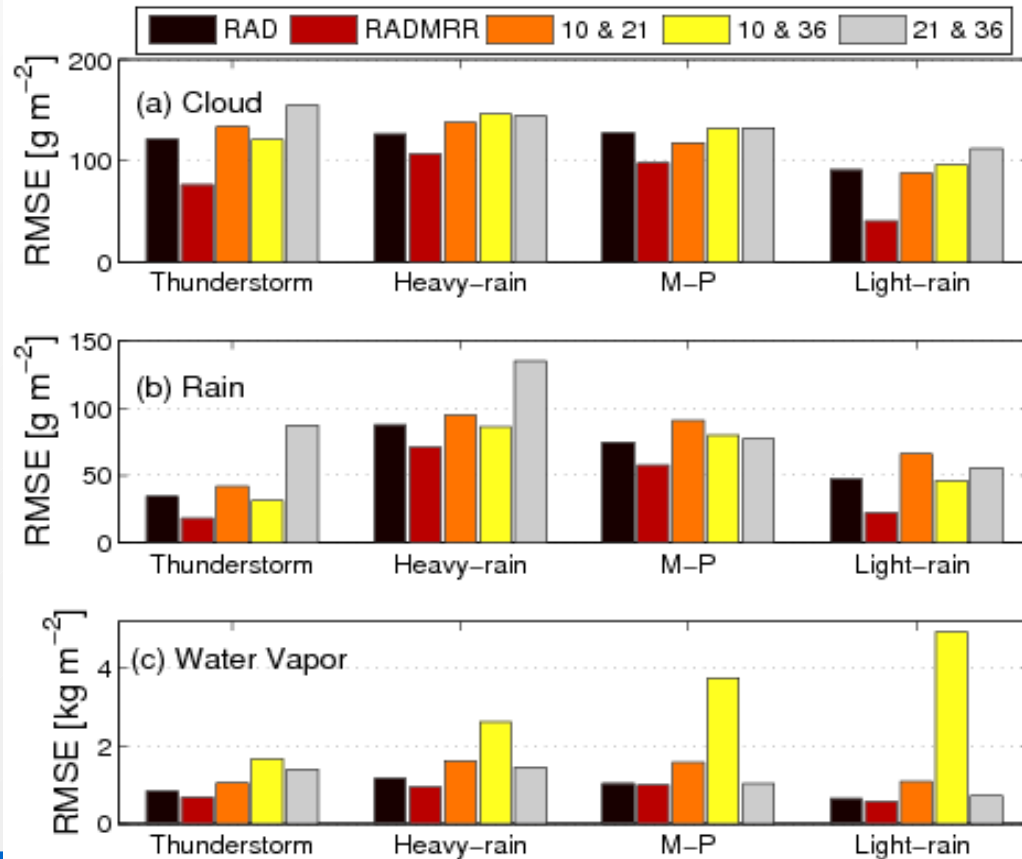 RAD RADMRR 10 & 21 10 & 36 21 & 36
RMSE [g m⁻²]
200
100
0
(a) Cloud
Thunderstorm Heavy−rain M−P Light−rain
RMSE [g m⁻²]
150
100
50
0
(b) Rain
Thunderstorm Heavy−rain M−P Light−rain
RMSE [kg m⁻²]
4
2
0
(c) Water Vapor
Thunderstorm Heavy−rain M−P Light−rain